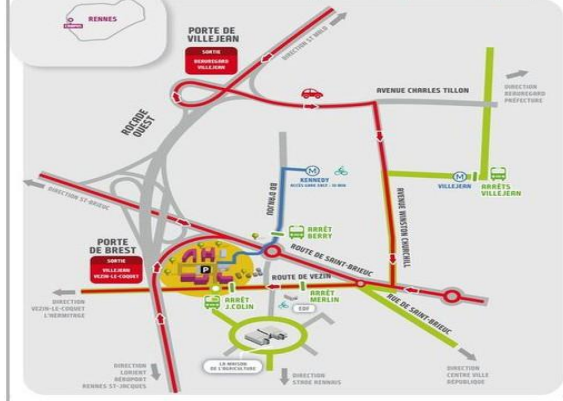 RENNES
CAMPUS
PORTE DE
VILLEJEAN
SORTIE
BEAUREGARD
VILLEJEAN
DIRECTION ST MALO
AVENUE CHARLES TILLON
DIRECTION
BEAUREGARD
PRÉFECTURE
ROCADE
OUEST
M
KENNEDY
BD D'ANJOU
M
VILLEJEAN
ARRÊTS
VILLEJEAN
DIRECTION ST-BRIEUC
AVENUE WINSTON CHURCHILL
ARRÊT
BERRY
PORTE
DE BREST
SORTIE
VILLEJEAN
VEZIN-LE-COQUET
P
ROUTE DE SAINT-BRIEUC
ROUTE DE VEZIN
DIRECTION
VEZIN-LE-COQUET
L'HERMITAGE
ARRÊT
J.COLIN
ARRÊT
MERLIN
EDF
RUE DE SAINT-BRIEUC
LA MAISON
DE L'AGRICULTURE
DIRECTION
LORIENT
AÉROPORT
RENNES ST-JACQUES
DIRECTION
STADE RENNAIS
DIRECTION
CENTRE VILLE
RÉPUBLIQUE